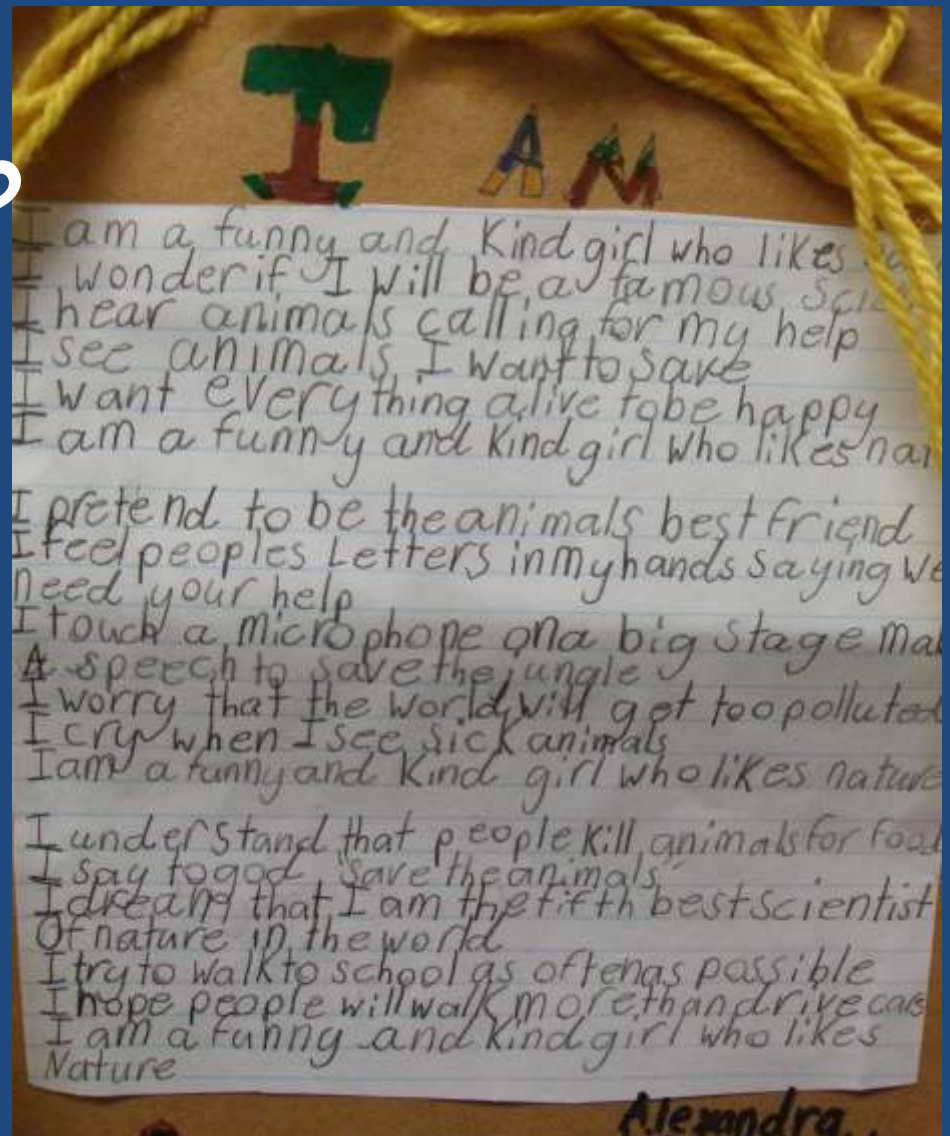 I AM
I am a funny and Kind girl who likes
I wonder if I will be a famous
I hear animals calling for my help
I see animals I want to save
I want everything alive to be happy
I am a funny and kind girl who likes
I pretend to be the animals best friend
I feel peoples Letters in my hands saying we
need your help
I touch a microphone on a big stage
A speech to save the jungle
I worry that the world will get too polluted
I cry when I see sick animals
I am a funny and kind girl who likes nature
I understand that people kill animals for food
I say to god "save the animals"
I dream that I am the fifth best scientist
Of nature in the world
I try to walk to school as often as possible
I hope people will walk more than drive cars
I am a funny and kind girl who likes
Nature
Alexandra